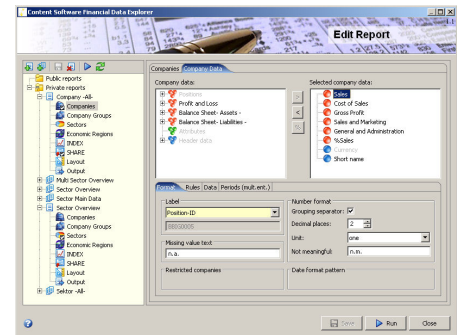 Content Software Financial Data Explorer
Edit Report
Public reports
Private reports
Company -All-
Companies
Company Groups
Sectors
Economic Regions
INDEX
SHARE
Layout
Output
Multi Sector Overview
Sector Overview
Sector Main Data
Sector Overview
Companies
Company Groups
Sectors
Economic Regions
INDEX
SHARE
Layout
Output
Sektor -All-
Companies Company Data
Company data:
Positions
Profit and Loss
Balance Sheet- Assets -
Balance Sheet- Liabilities -
Attributes
Header data
>
<
Selected company data:
Sales
Cost of Sales
Gross Profit
Sales and Marketing
General and Administration
%Sales
Currency
Short name
Format Rules Data Periods (mult.ent.)
Label
Position-ID
Missing value text
n.a.
Restricted companies
Number format
Grouping separator:
Decimal places: 2
Unit: one
Not meaningful: n.m.
Date format pattern
Save Run Close